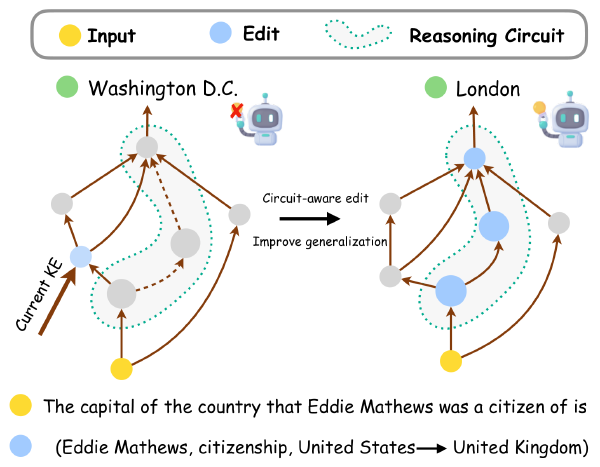 Input Edit Reasoning Circuit
Washington D.C. London
Circuit-aware edit
Improve generalization
Current KE
The capital of the country that Eddie Mathews was a citizen of is
(Eddie Mathews, citizenship, United States→ United Kingdom)